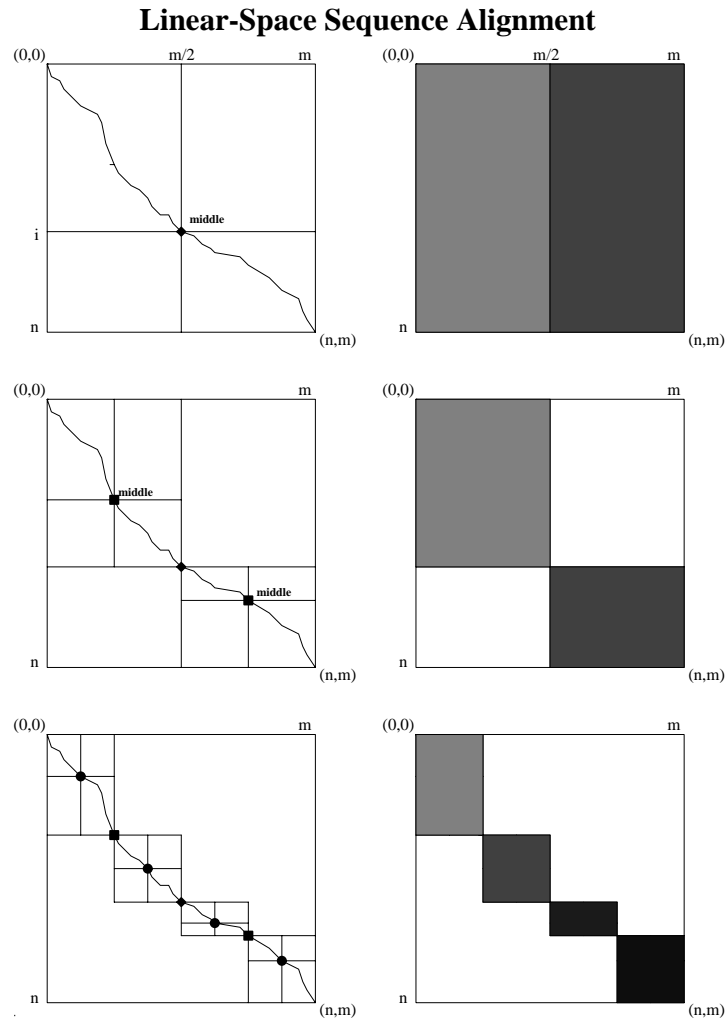 Linear-Space Sequence Alignment
(0,0) m/2 m (0,0) m/2 m
middle
i
n n
(n,m) (n,m)
(0,0) m (0,0) m
middle
middle
n n
(n,m) (n,m)
(0,0) m (0,0) m
n n
(n,m) (n,m)